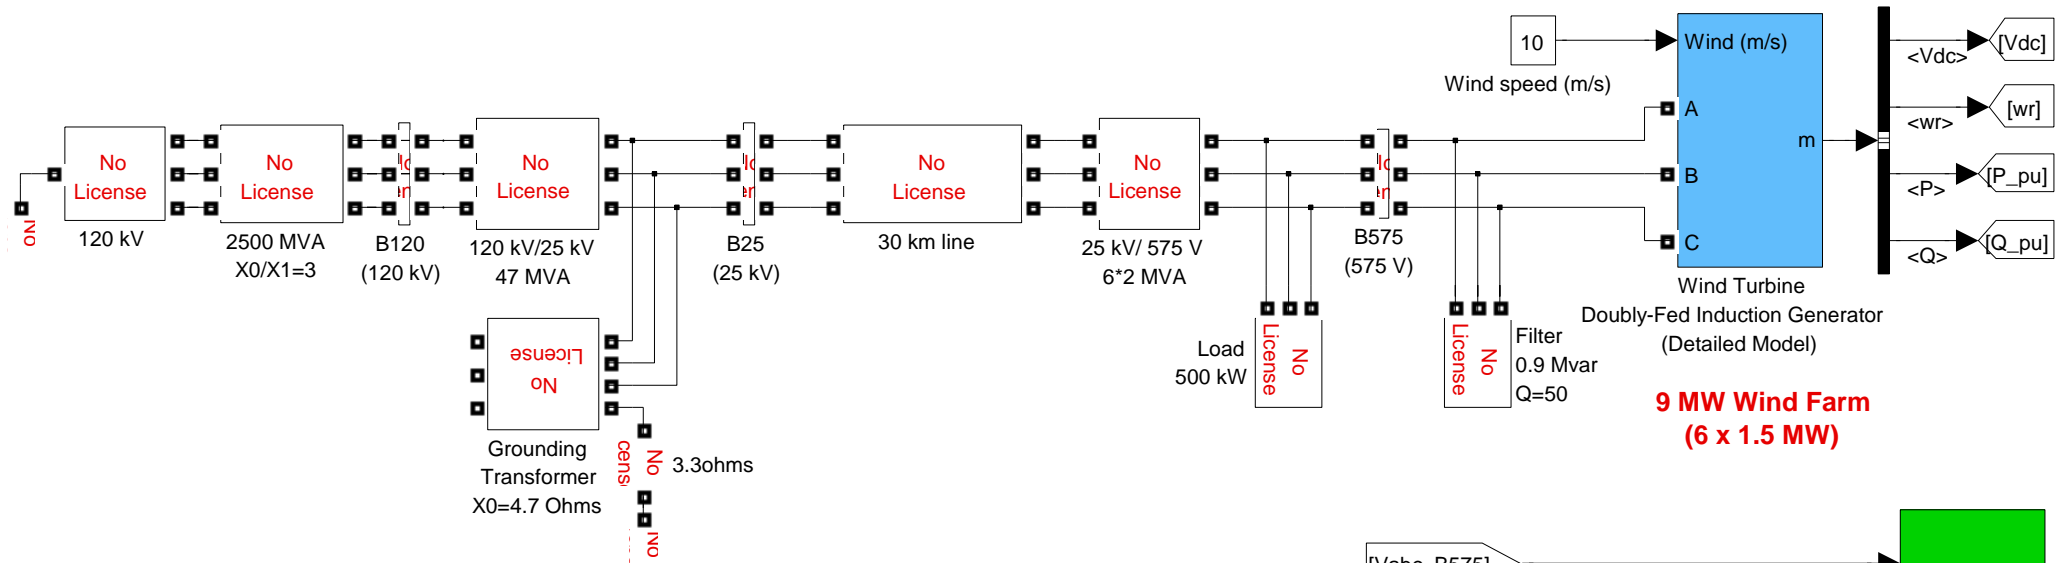 10
Wind speed (m/s)
Wind (m/s)
A
B
C
m
<Vdc>
[Vdc]
<wr>
[wr]
<P>
[P_pu]
<Q>
[Q_pu]
Wind Turbine
Doubly-Fed Induction Generator
(Detailed Model)
9 MW Wind Farm
(6 x 1.5 MW)
No
No
License
120 kV
No
License
2500 MVA
X0/X1=3
B120
(120 kV)
No
License
120 kV/25 kV
47 MVA
B25
(25 kV)
No
License
30 km line
No
License
25 kV/ 575 V
6*2 MVA
B575
(575 V)
No
License
Grounding
Transformer
X0=4.7 Ohms
No
3.3ohms
No
No
License
Load
500 kW
No
License
Filter
0.9 Mvar
Q=50
[Vabc_B575]